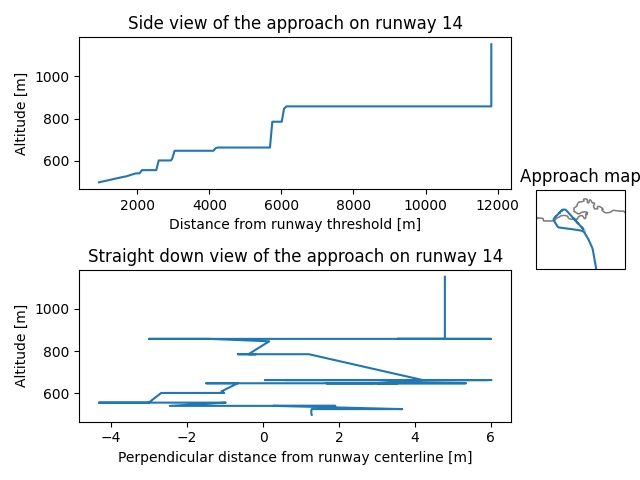 Side view of the approach on runway 14
Altitude [m]
1000
800
600
2000
4000
6000
8000
10000
12000
Distance from runway threshold [m]
Approach map
Straight down view of the approach on runway 14
Altitude [m]
1000
800
600
−4
−2
0
2
4
6
Perpendicular distance from runway centerline [m]